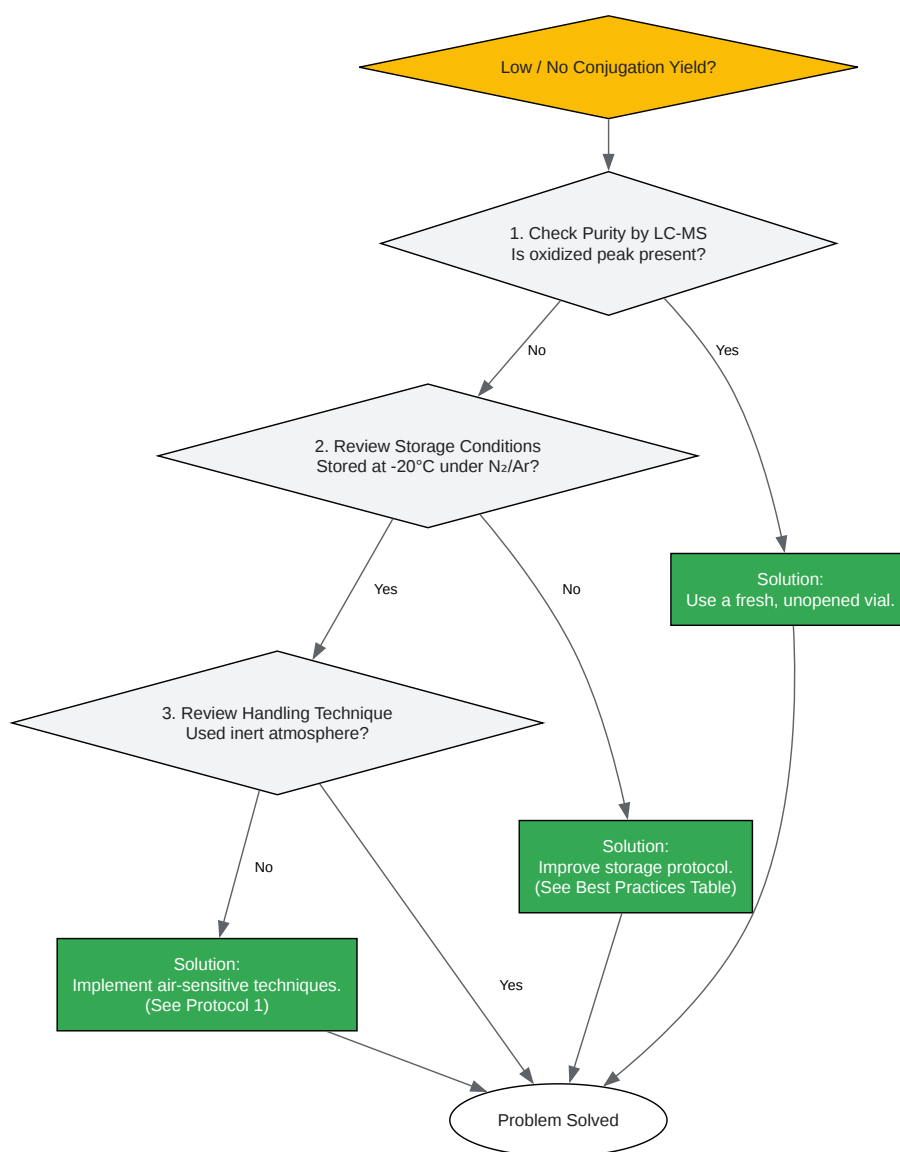 Low / No Conjugation Yield?
1. Check Purity by LC-MS
Is oxidized peak present?
No
Yes
2. Review Storage Conditions
Stored at -20°C under N₂/Ar?
Yes
No
Solution:
Use a fresh, unopened vial.
3. Review Handling Technique
Used inert atmosphere?
Solution:
Improve storage protocol.
(See Best Practices Table)
No
Yes
Solution:
Implement air-sensitive techniques.
(See Protocol 1)
Problem Solved